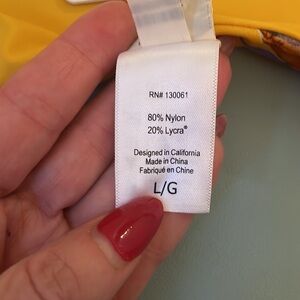 RN# 130061
80% Nylon
20% Lycra®
Designed in California
Made in China
Fabriqué en Chine
L/G